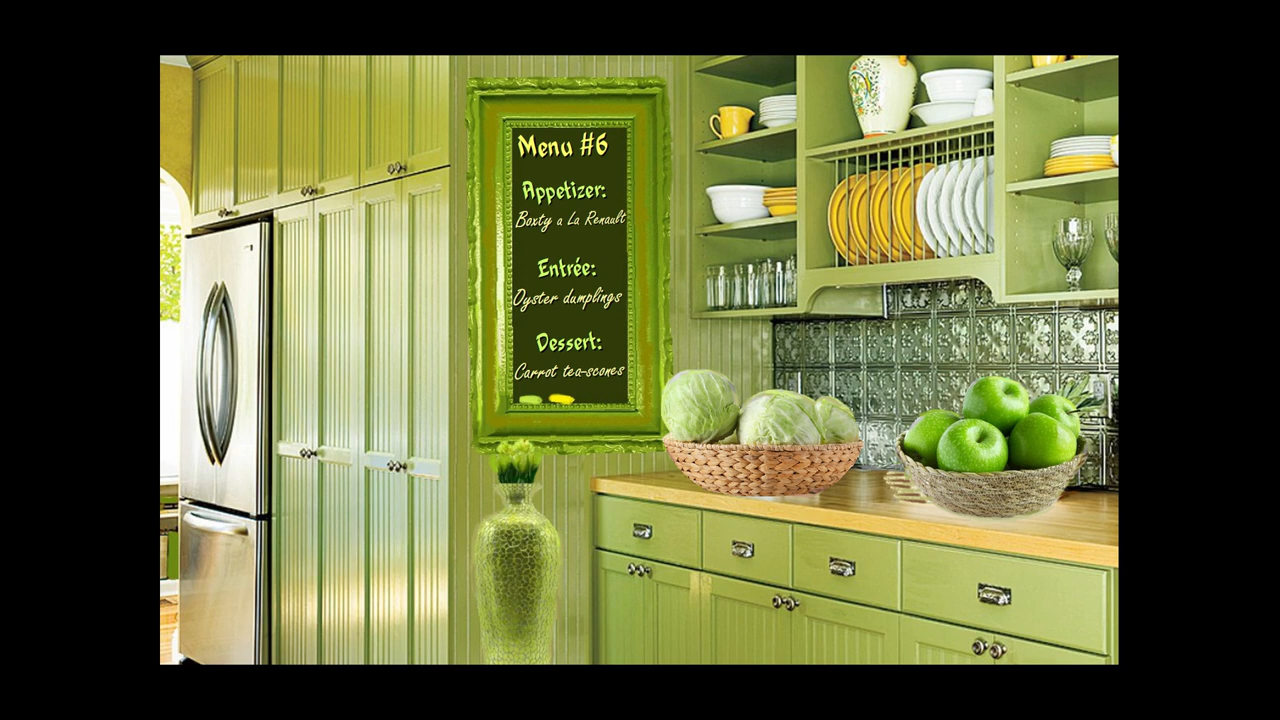 Menu #6
Appetizer:
Boxty a La Renault
Entrée:
Oyster dumplings
Dessert:
Carrot tea-scones